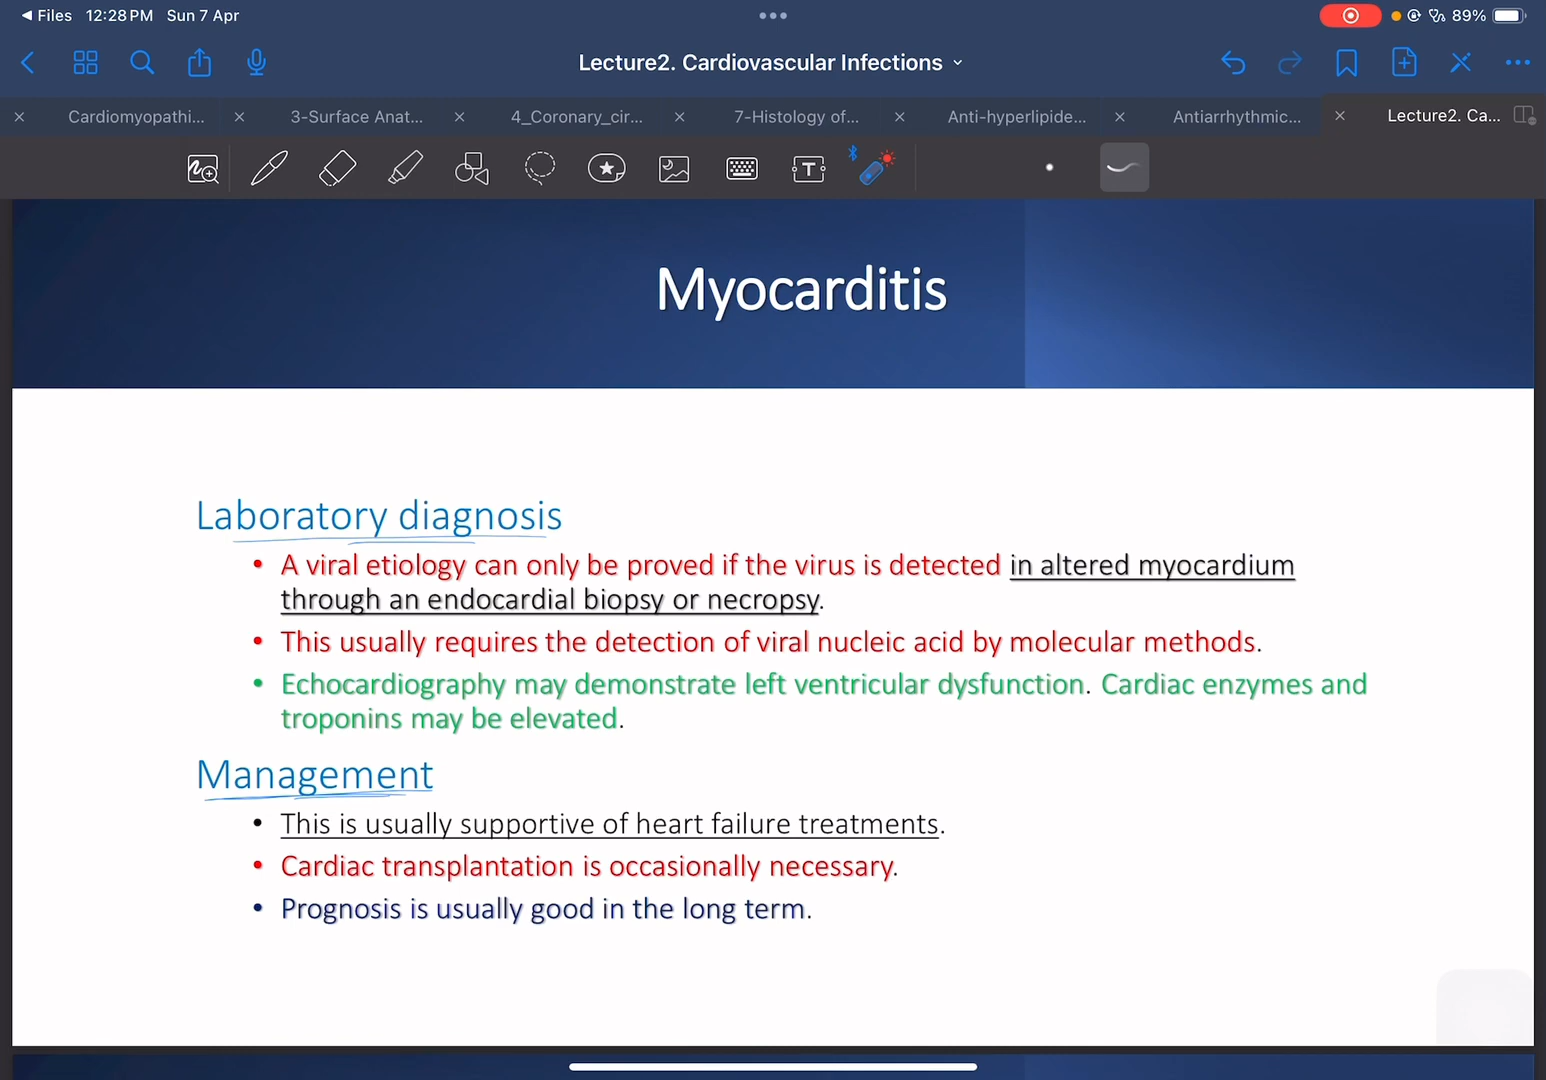 Files 12:28 PM Sun 7 Apr 89%
Lecture2. Cardiovascular Infections
Cardiomyopathi... 3-Surface Anat... 4_Coronary_cir... 7-Histology of... Anti-hyperlipide... Antiarrhythmic... Lecture2. Ca...
T
Myocarditis
Laboratory diagnosis
• A viral etiology can only be proved if the virus is detected in altered myocardium
through an endocardial biopsy or necropsy.
• This usually requires the detection of viral nucleic acid by molecular methods.
• Echocardiography may demonstrate left ventricular dysfunction. Cardiac enzymes and
troponins may be elevated.
Management
• This is usually supportive of heart failure treatments.
• Cardiac transplantation is occasionally necessary.
• Prognosis is usually good in the long term.